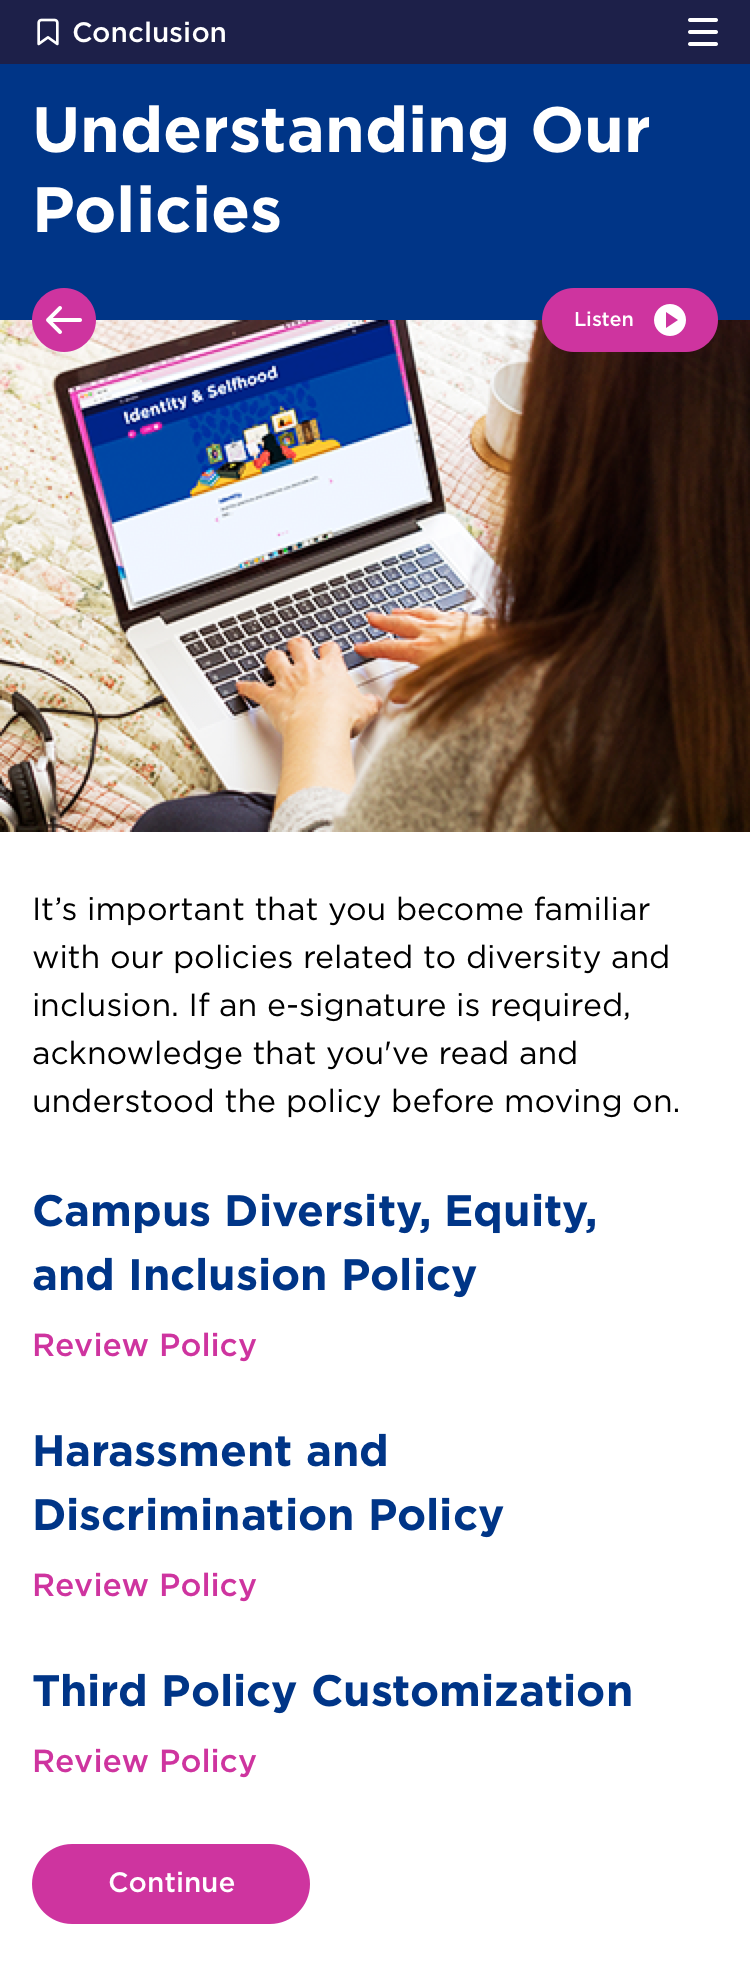 Conclusion
Understanding Our
Policies
Listen
Identity & Selfhood
It’s important that you become familiar
with our policies related to diversity and
inclusion. If an e-signature is required,
acknowledge that you've read and
understood the policy before moving on.
Campus Diversity, Equity,
and Inclusion Policy
Review Policy
Harassment and
Discrimination Policy
Review Policy
Third Policy Customization
Review Policy
Continue